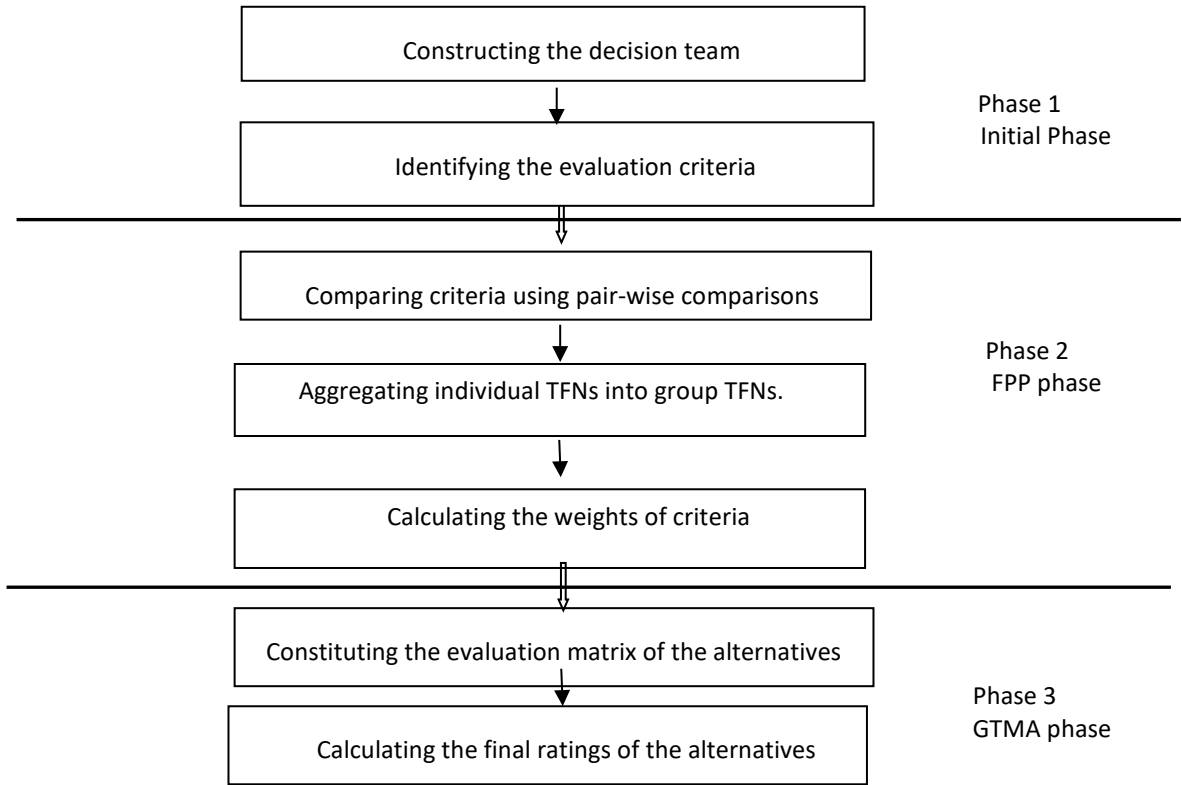 Constructing the decision team
Phase 1
Initial Phase
Identifying the evaluation criteria
Comparing criteria using pair-wise comparisons
Phase 2
FPP phase
Aggregating individual TFNs into group TFNs.
Calculating the weights of criteria
Constituting the evaluation matrix of the alternatives
Phase 3
GTMA phase
Calculating the final ratings of the alternatives